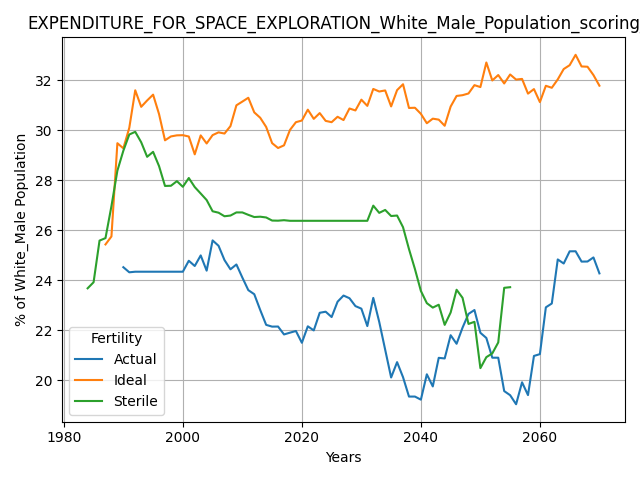 EXPENDITURE_FOR_SPACE_EXPLORATION_White_Male_Population_scoring
% of White_Male Population
32
30
28
26
24
22
20
Fertility
Actual
Ideal
Sterile
1980 2000 2020 2040 2060
Years